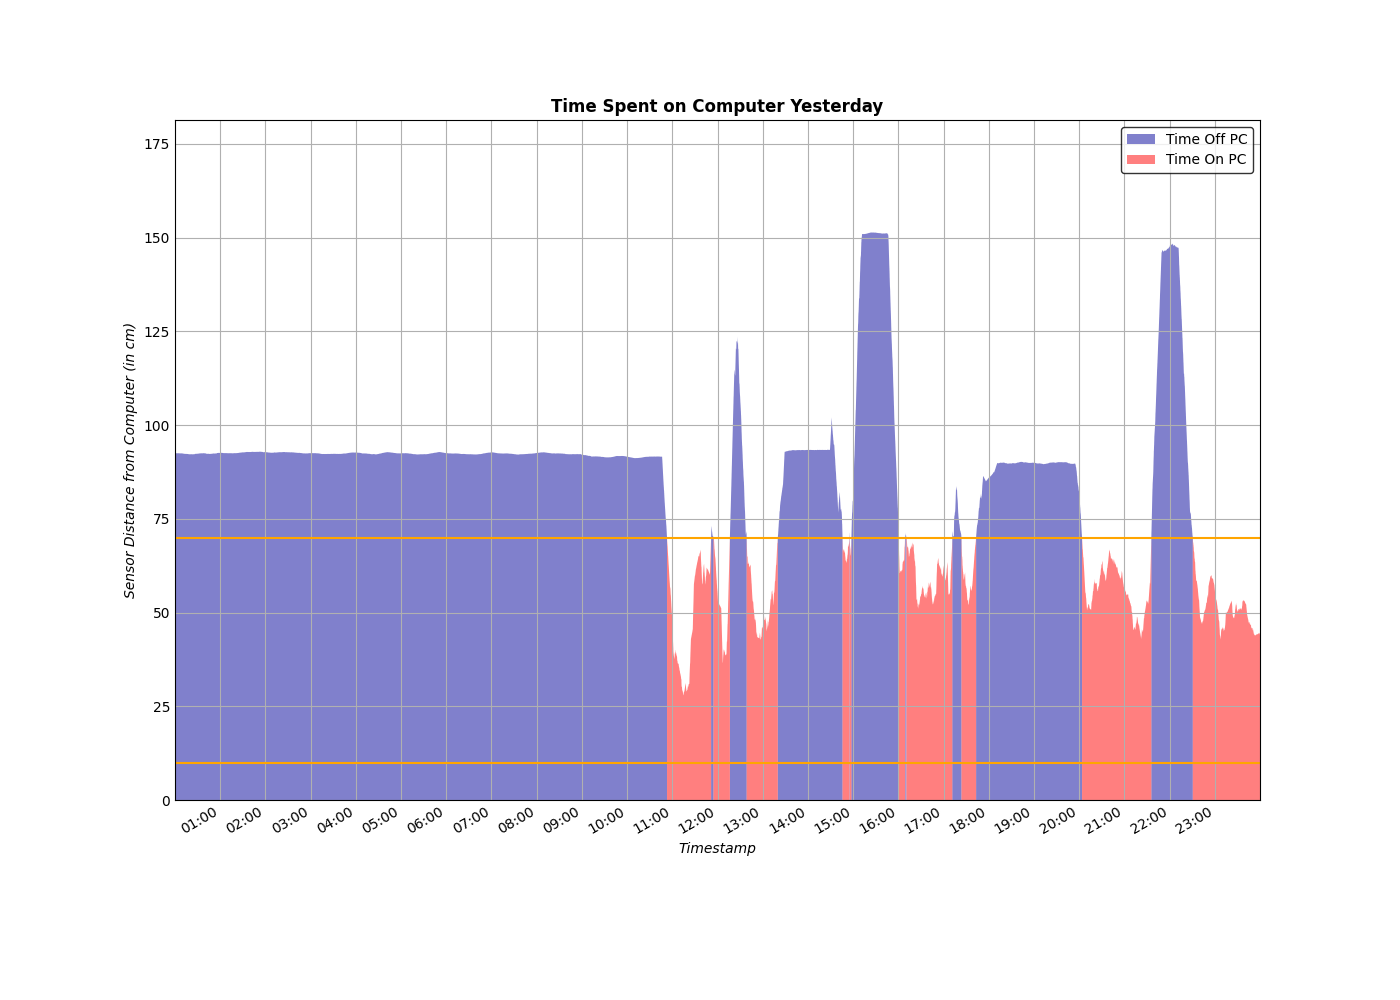 Time Spent on Computer Yesterday
Time Off PC
Time On PC
Sensor Distance from Computer (in cm)
175
150
125
100
75
50
25
0
01:00 02:00 03:00 04:00 05:00 06:00 07:00 08:00 09:00 10:00 11:00 12:00 13:00 14:00 15:00 16:00 17:00 18:00 19:00 20:00 21:00 22:00 23:00
Timestamp